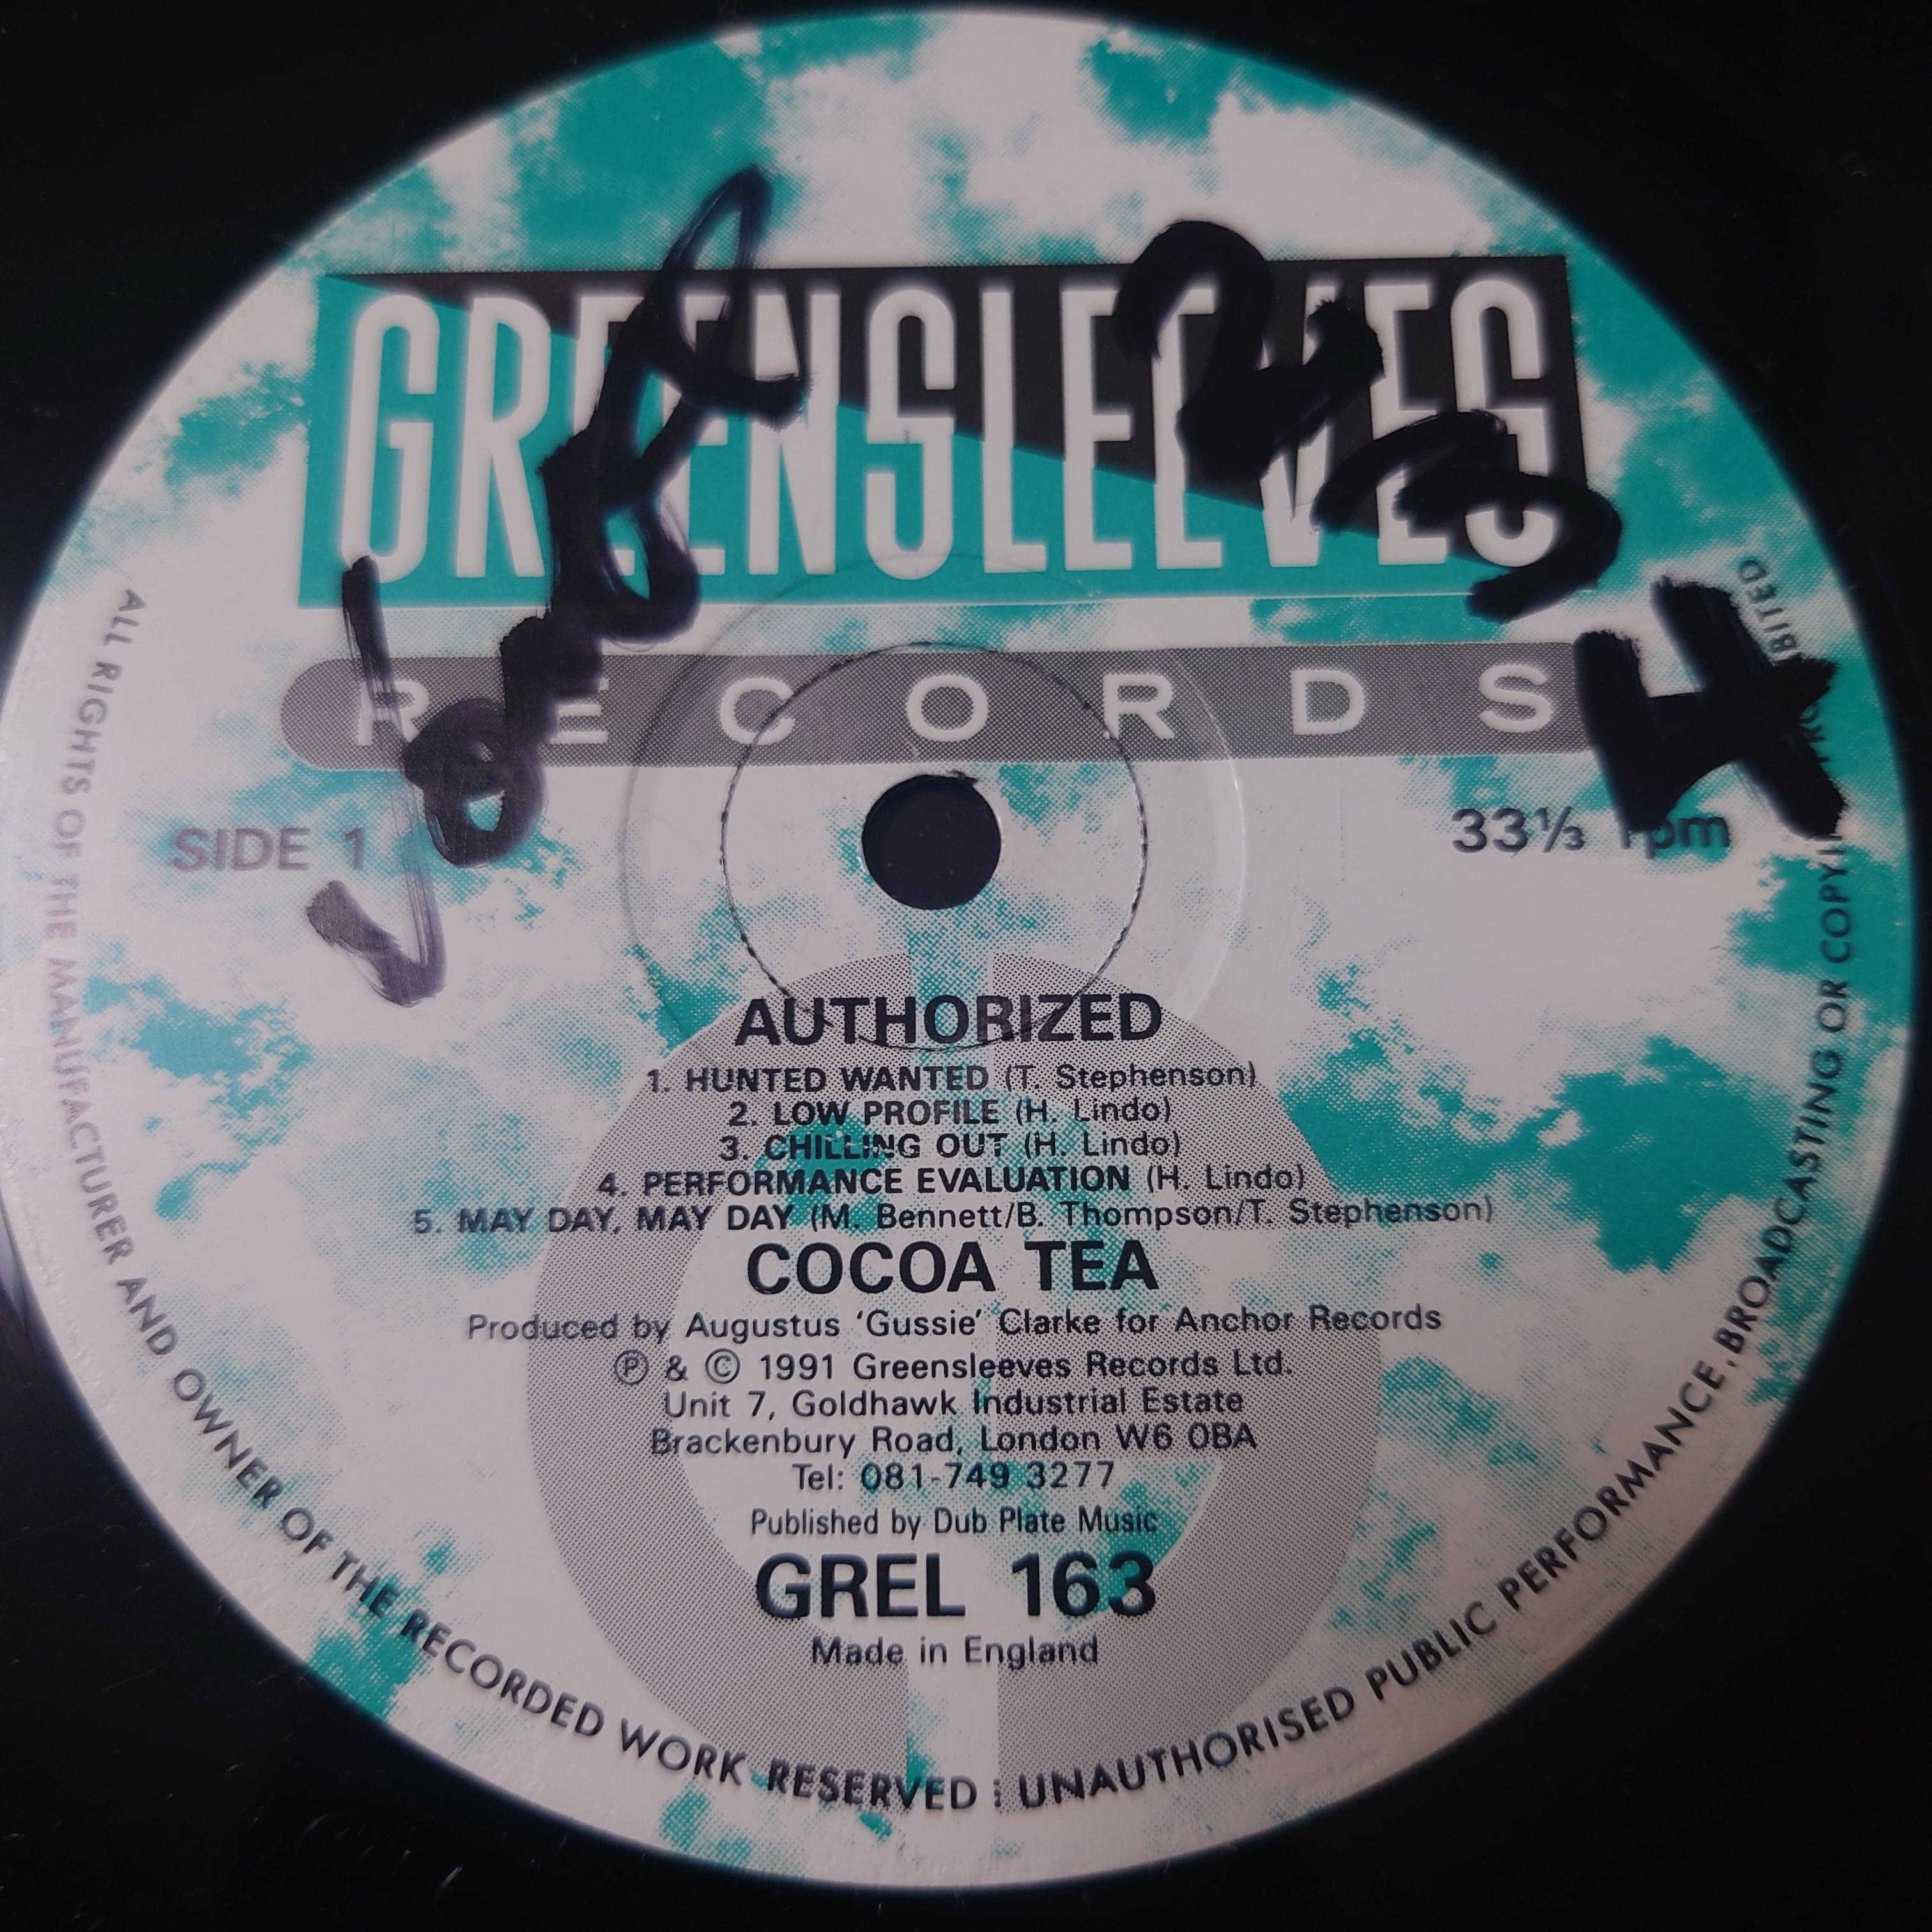 GREENSLEEVES
RECORDS
SIDE 1
33⅓ rpm
AUTHORIZED
1. HUNTED WANTED (T. Stephenson)
2. LOW PROFILE (H. Lindo)
3. CHILLING OUT (H. Lindo)
4. PERFORMANCE EVALUATION (H. Lindo)
5. MAY DAY, MAY DAY (M. Bennett/B. Thompson/T. Stephenson)
COCOA TEA
Produced by Augustus ‘Gussie’ Clarke for Anchor Records
Ⓟ & © 1991 Greensleeves Records Ltd.
Unit 7, Goldhawk Industrial Estate
Brackenbury Road, London W6 0BA
Tel: 081-749 3277
Published by Dub Plate Music
GREL 163
Made in England
ALL RIGHTS OF THE MANUFACTURER AND OWNER OF THE RECORDED WORK RESERVED : UNAUTHORISED PUBLIC PERFORMANCE, BROADCASTING OR COPYING PROHIBITED